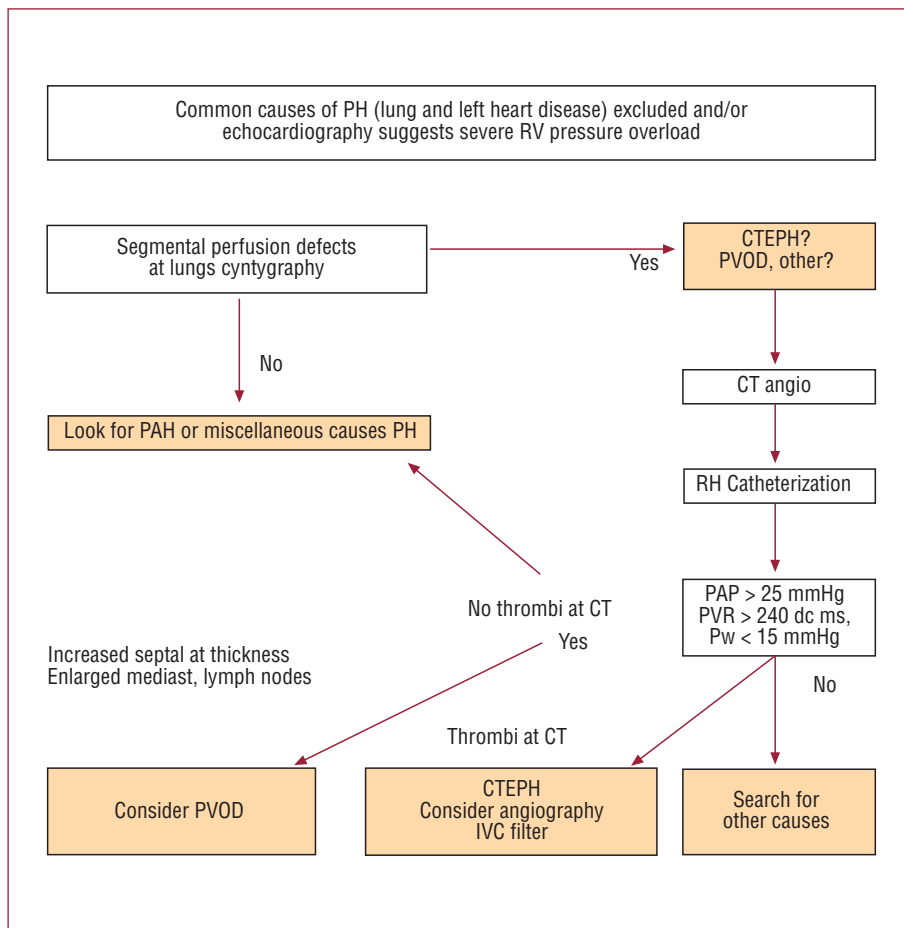 Common causes of PH (lung and left heart disease) excluded and/or
echocardiography suggests severe RV pressure overload
Segmental perfusion defects
at lungs cyntygraphy
Yes
CTEPH?
PVOD, other?
No
CT angio
Look for PAH or miscellaneous causes PH
RH Catheterization
PAP > 25 mmHg
PVR > 240 dc ms,
Pw < 15 mmHg
No thrombi at CT
Yes
Increased septal at thickness
Enlarged mediast, lymph nodes
No
Thrombi at CT
Consider PVOD
CTEPH
Consider angiography
IVC filter
Search for
other causes